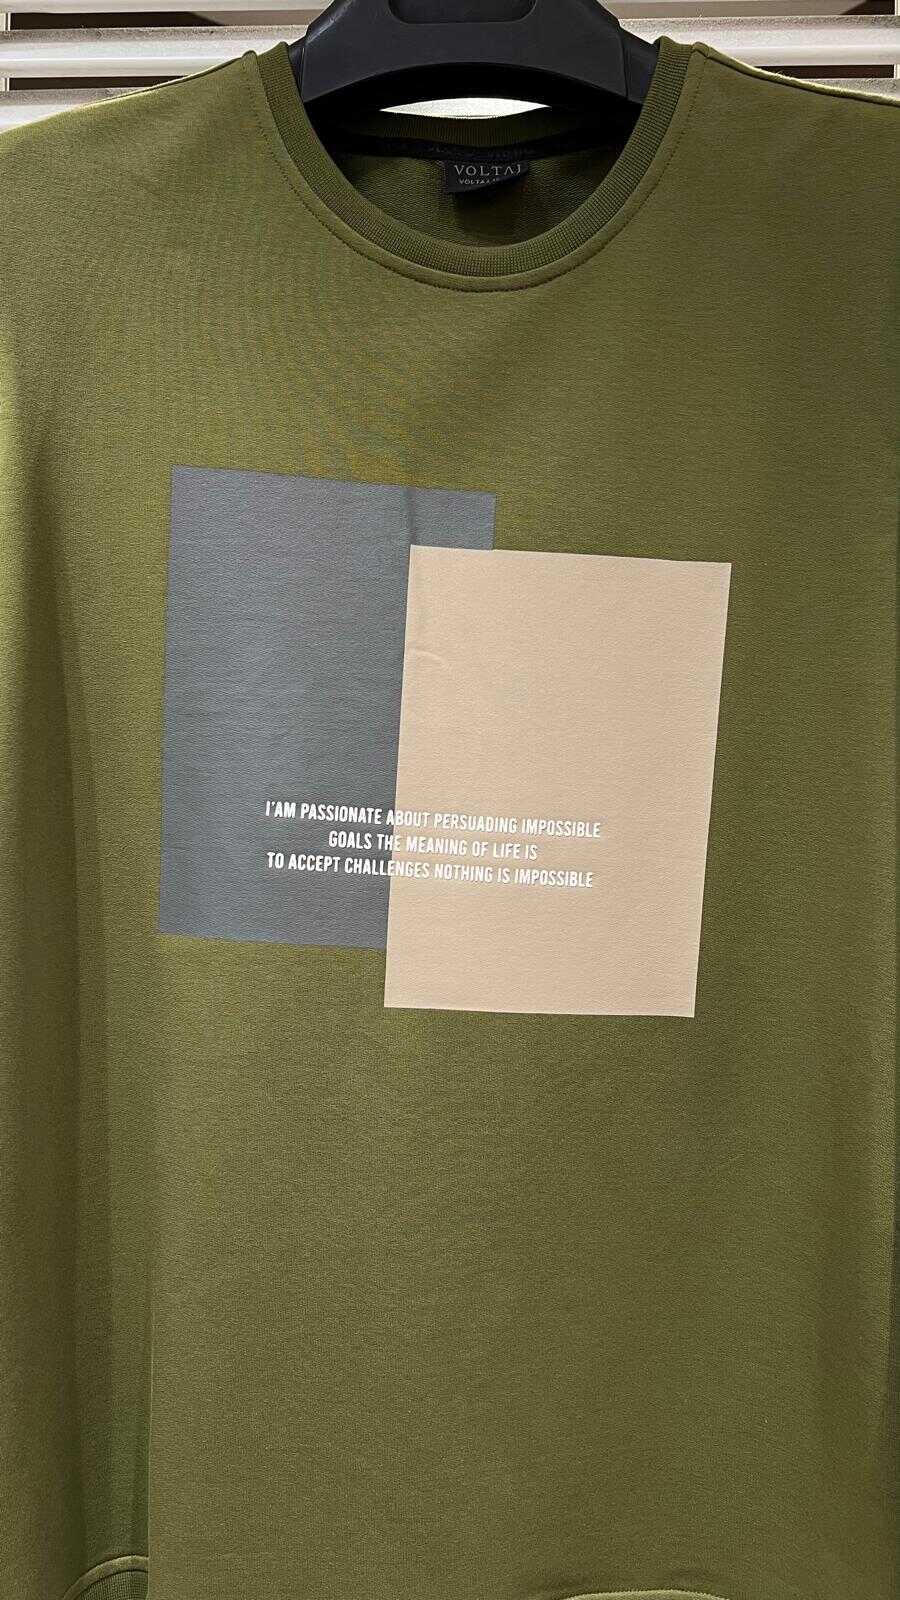 VOLTAJ
I'AM PASSIONATE ABOUT PERSUADING IMPOSSIBLE
GOALS THE MEANING OF LIFE IS
TO ACCEPT CHALLENGES NOTHING IS IMPOSSIBLE